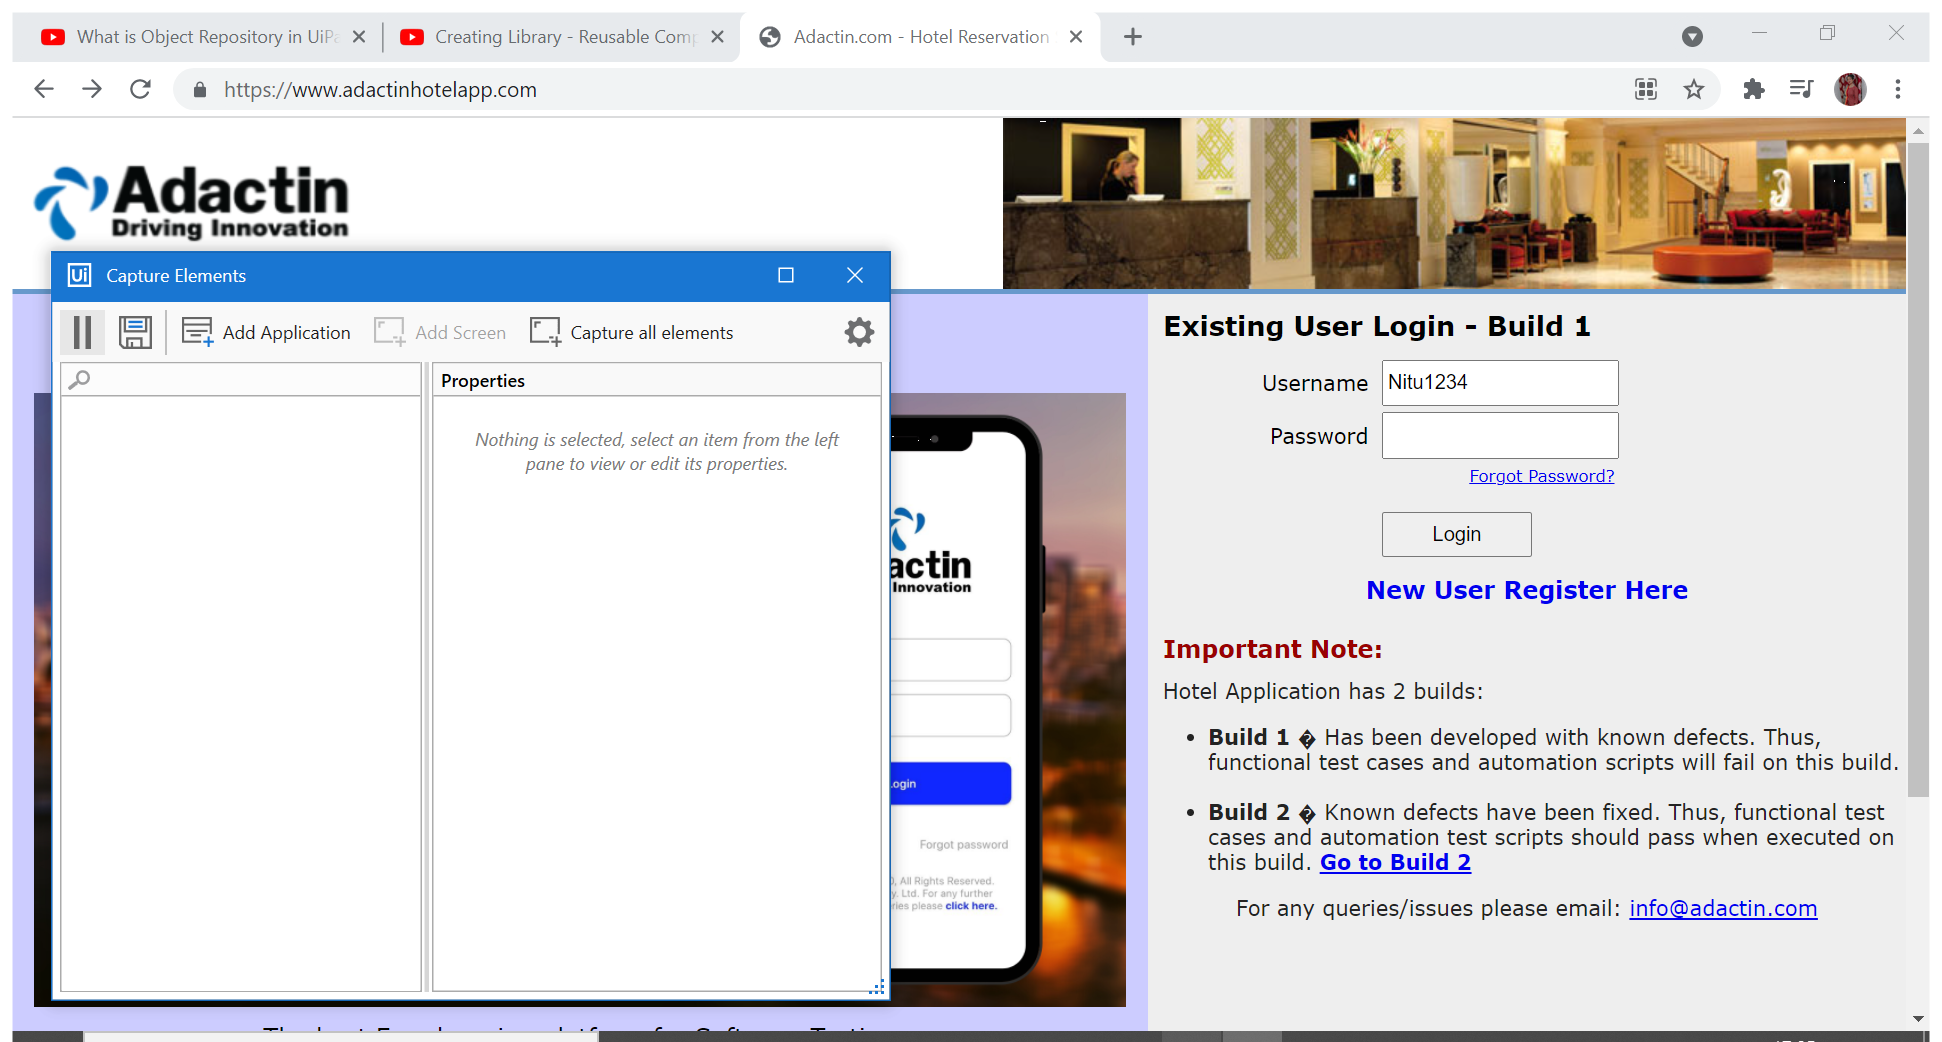 What is Object Repository in UiPa
Creating Library - Reusable Comp
Adactin.com - Hotel Reservation
https://www.adactinhotelapp.com
Adactin
Driving Innovation
Ui Capture Elements
Add Application
Add Screen
Capture all elements
Properties
Nothing is selected, select an item from the left
pane to view or edit its properties.
actin
Innovation
ogin
Forgot password
), All Rights Reserved.
y. Ltd. For any further
ries please click here.
Existing User Login - Build 1
Username
Nitu1234
Password
Forgot Password?
Login
New User Register Here
Important Note:
Hotel Application has 2 builds:
• Build 1 � Has been developed with known defects. Thus,
functional test cases and automation scripts will fail on this build.
• Build 2 � Known defects have been fixed. Thus, functional test
cases and automation test scripts should pass when executed on
this build. Go to Build 2
For any queries/issues please email: info@adactin.com